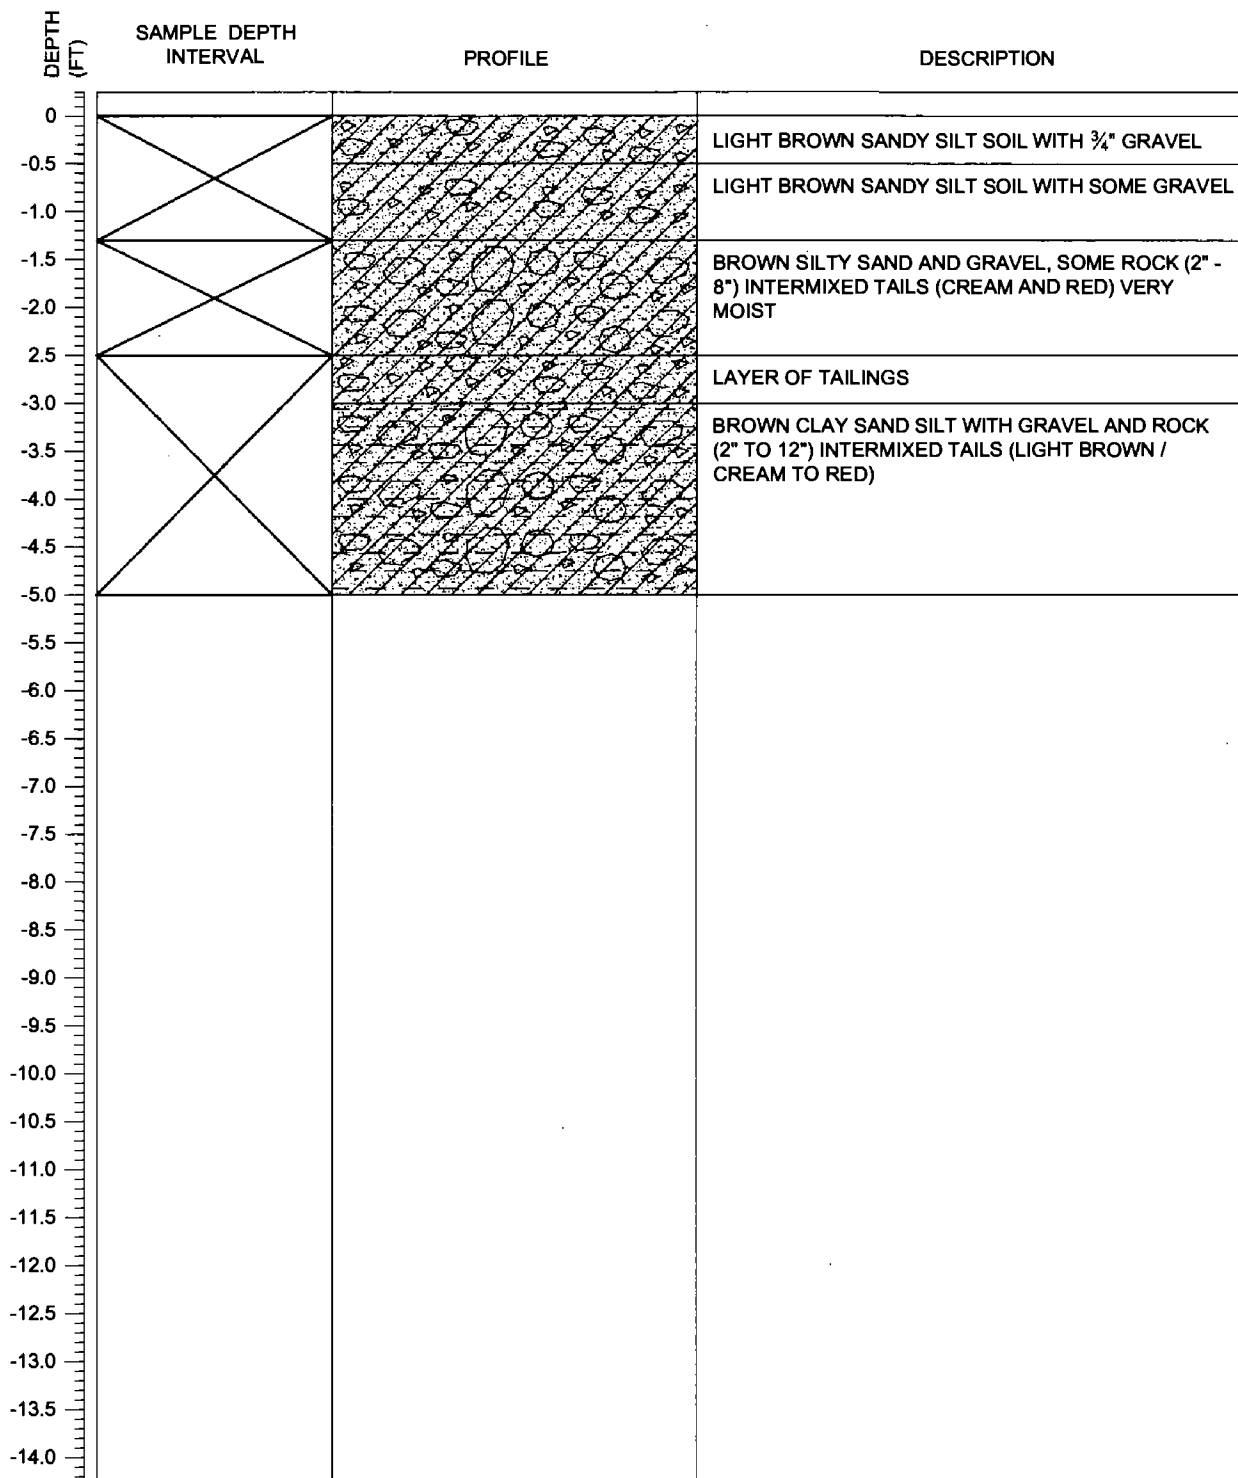 DEPTH (FT)
SAMPLE DEPTH INTERVAL
PROFILE
DESCRIPTION
0
LIGHT BROWN SANDY SILT SOIL WITH ¾" GRAVEL
-0.5
LIGHT BROWN SANDY SILT SOIL WITH SOME GRAVEL
-1.0
-1.5
BROWN SILTY SAND AND GRAVEL, SOME ROCK (2" -
8") INTERMIXED TAILS (CREAM AND RED) VERY
MOIST
-2.0
2.5
LAYER OF TAILINGS
-3.0
BROWN CLAY SAND SILT WITH GRAVEL AND ROCK
(2" TO 12") INTERMIXED TAILS (LIGHT BROWN /
CREAM TO RED)
-3.5
-4.0
-4.5
-5.0
-5.5
-6.0
-6.5
-7.0
-7.5
-8.0
-8.5
-9.0
-9.5
-10.0
-10.5
-11.0
-11.5
-12.0
-12.5
-13.0
-13.5
-14.0